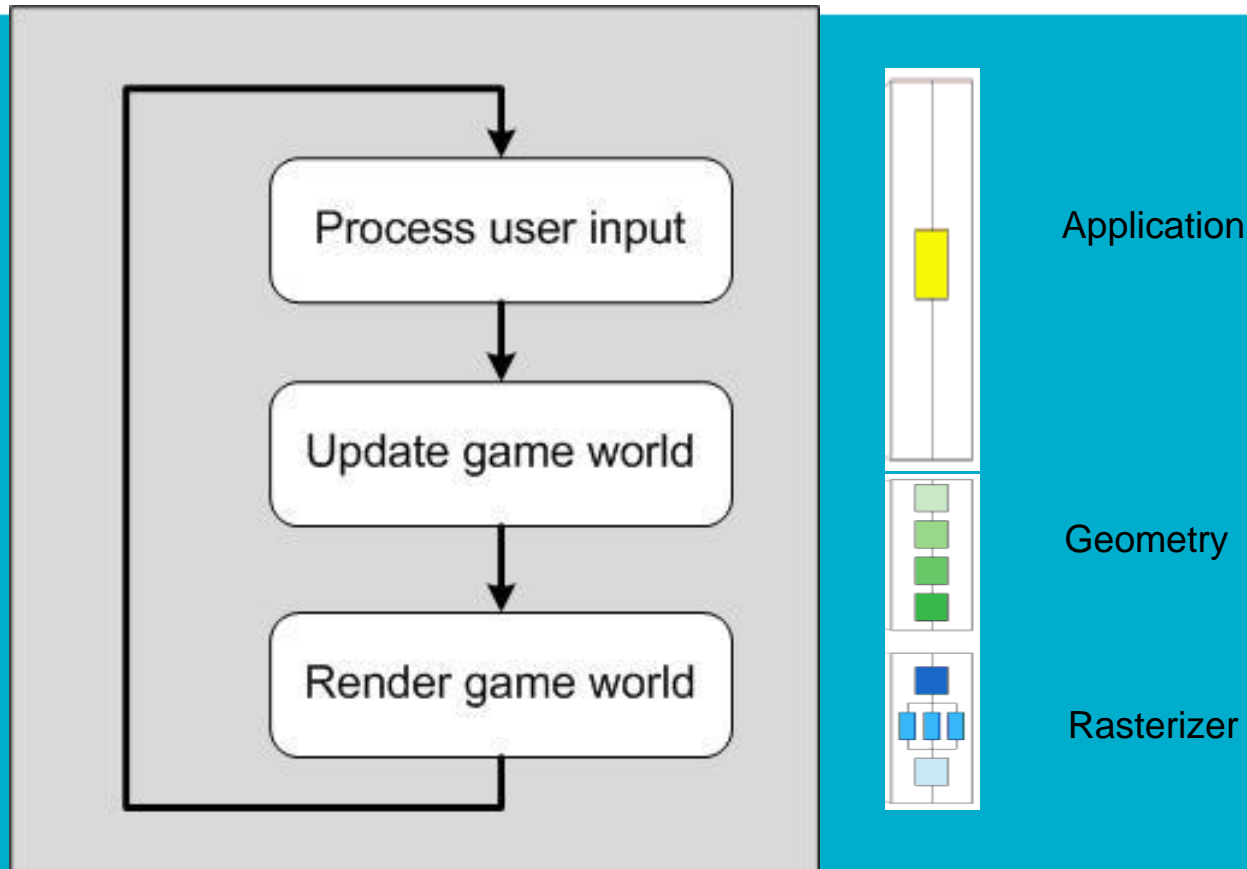 Process user input
Update game world
Render game world
Application
Geometry
Rasterizer